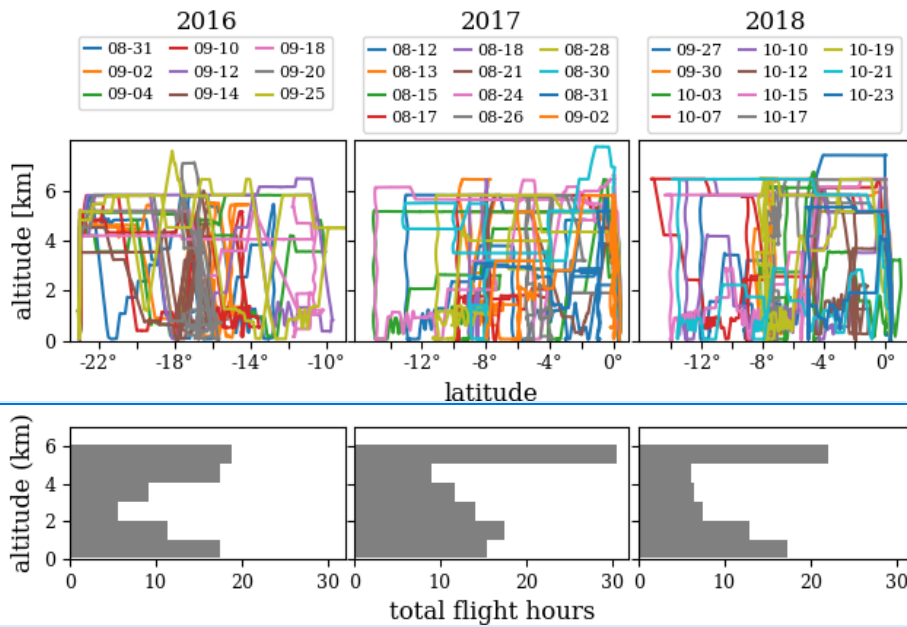 2016 2017 2018
08-31 09-10 09-18
09-02 09-12 09-20
09-04 09-14 09-25
08-12 08-18 08-28
08-13 08-21 08-30
08-15 08-24 08-31
08-17 08-26 09-02
09-27 10-10 10-19
09-30 10-12 10-21
10-03 10-15 10-23
10-07 10-17
altitude [km]
6
4
2
0
-22 -18 -14 -10° -12 -8 -4 0° -12 -8 -4 0°
latitude
altitude (km)
6
4
2
0
0 10 20 30 0 10 20 30 0 10 20 30
total flight hours